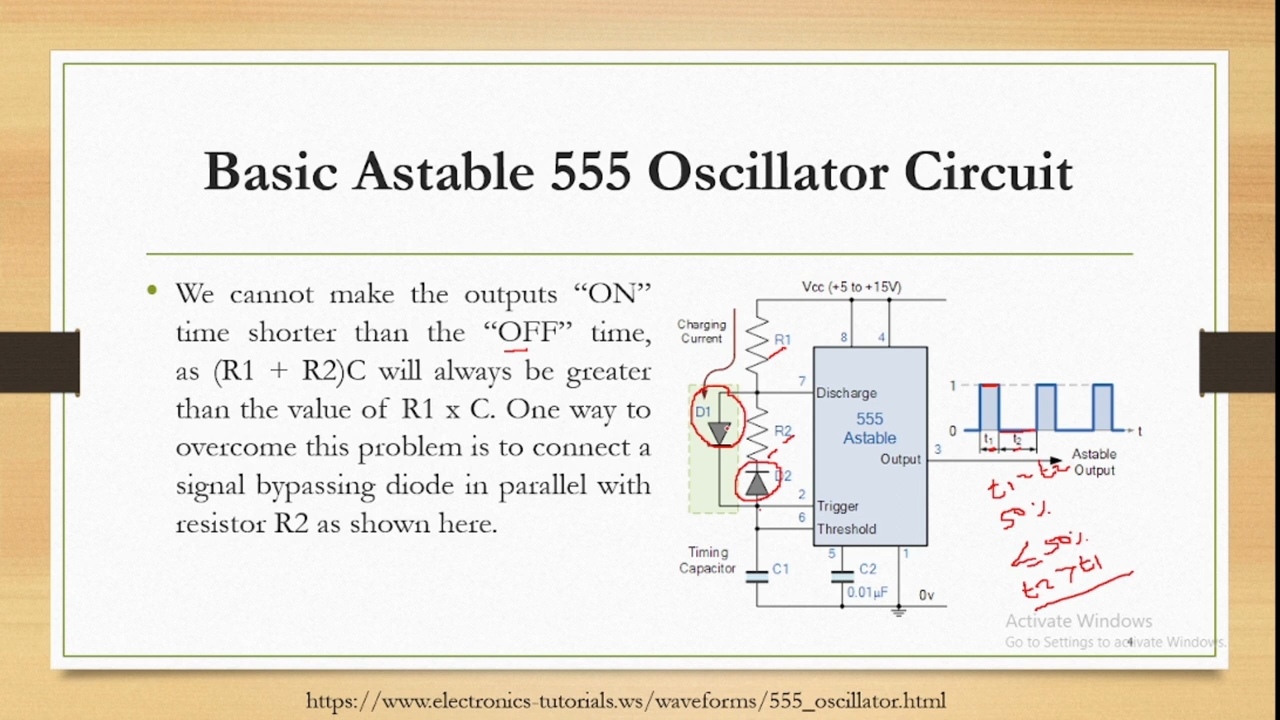 Basic Astable 555 Oscillator Circuit
• We cannot make the outputs “ON”
time shorter than the “OFF” time,
as (R1 + R2)C will always be greater
than the value of R1 x C. One way to
overcome this problem is to connect a
signal bypassing diode in parallel with
resistor R2 as shown here.
Vcc (+5 to +15V)
Charging
Current
R1
8
4
7
Discharge
D1
R2
555
Astable
D2
Output
3
2
Trigger
6
Threshold
Timing
Capacitor
C1
5
C2
0.01µF
1
0v
1
0
t
t₁
t₂
Astable
Output
t1~t2
50%
<50%
t2>t1
Activate Windows
Go to Settings to activate Windows.
4
https://www.electronics-tutorials.ws/waveforms/555_oscillator.html